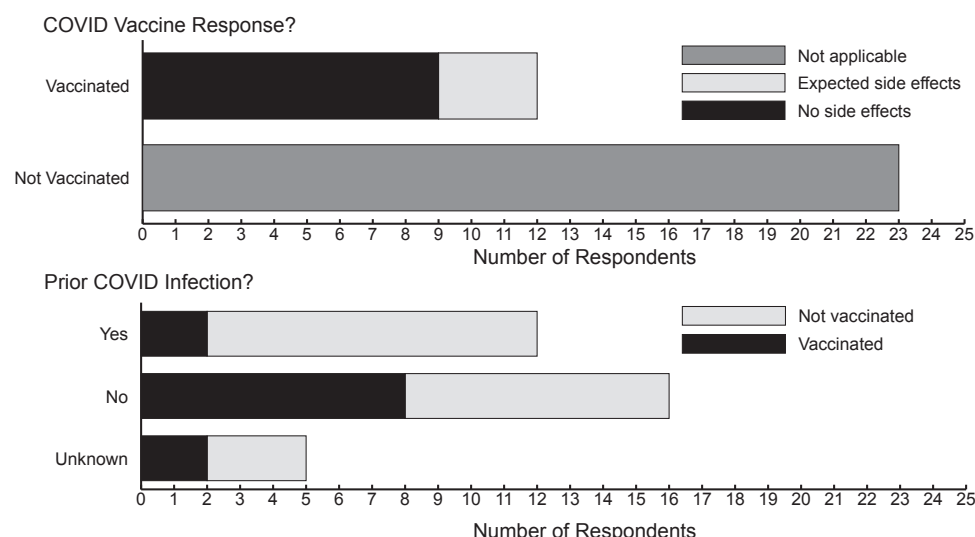 COVID Vaccine Response?
Not applicable
Vaccinated
Expected side effects
No side effects
Not Vaccinated
0 1 2 3 4 5 6 7 8 9 10 11 12 13 14 15 16 17 18 19 20 21 22 23 24 25
Number of Respondents
Prior COVID Infection?
Not vaccinated
Yes
Vaccinated
No
Unknown
0 1 2 3 4 5 6 7 8 9 10 11 12 13 14 15 16 17 18 19 20 21 22 23 24 25
Number of Respondents